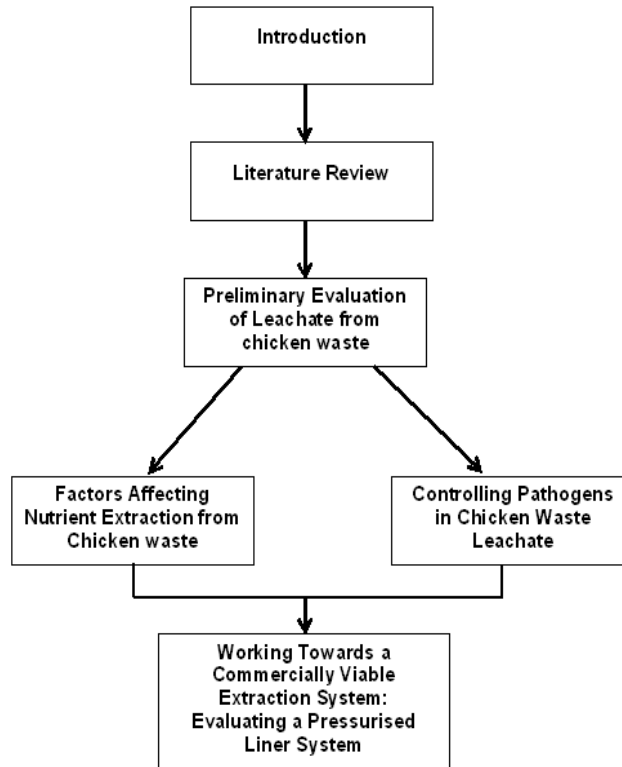 Introduction
Literature Review
Preliminary Evaluation
of Leachate from
chicken waste
Factors Affecting
Nutrient Extraction from
Chicken waste
Controlling Pathogens
in Chicken Waste
Leachate
Working Towards a
Commercially Viable
Extraction System:
Evaluating a Pressurised
Liner System